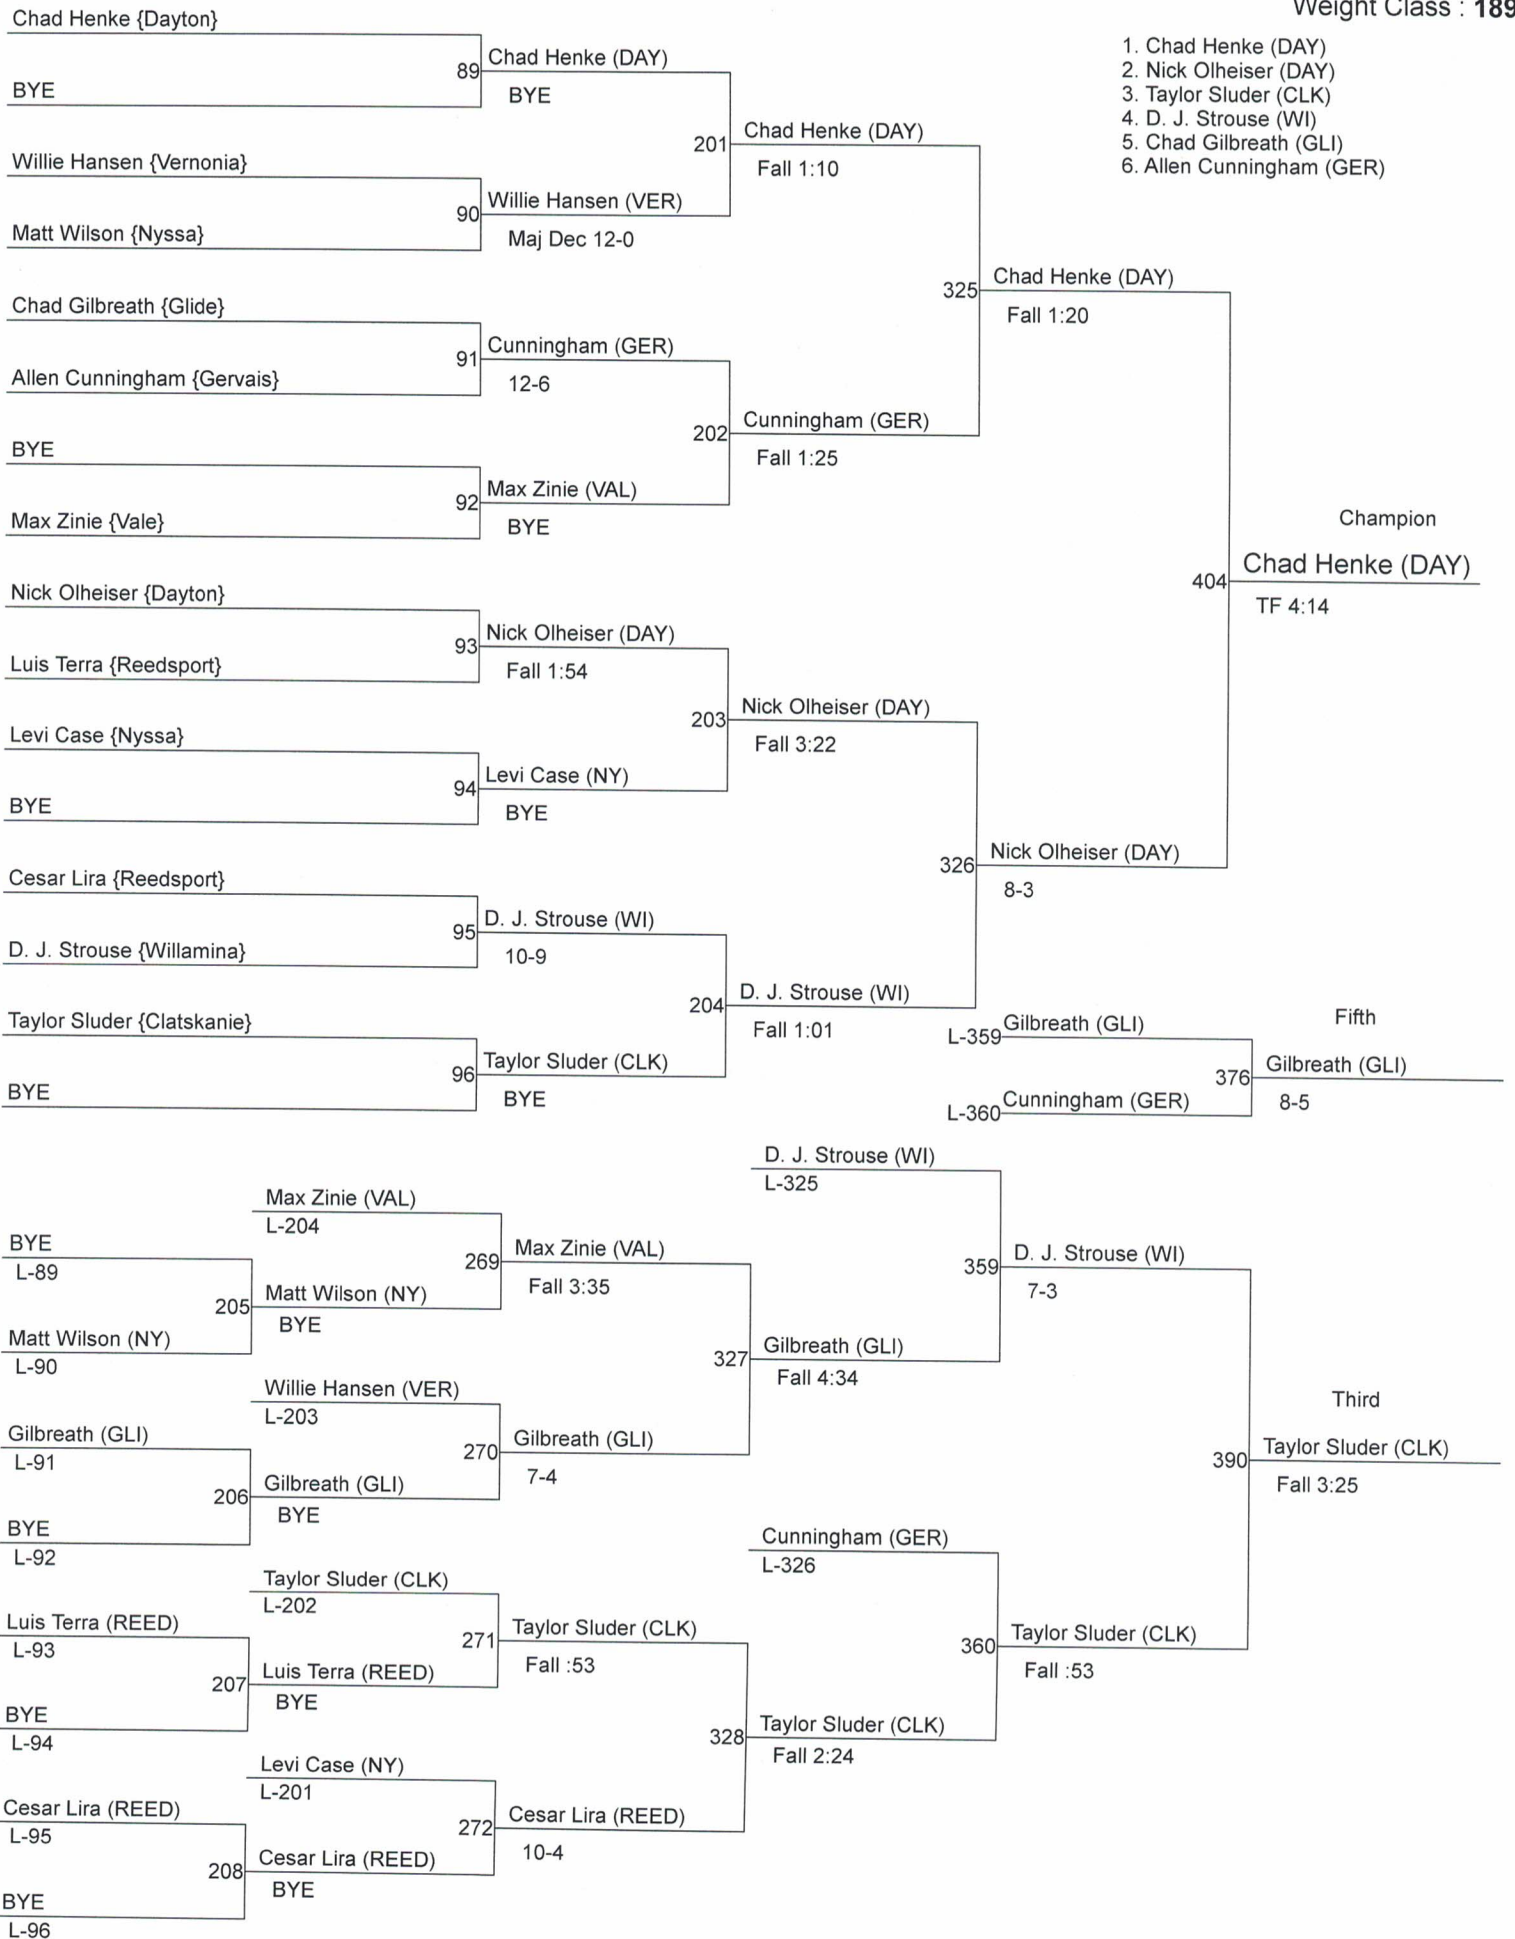 Weight Class : 189
1. Chad Henke (DAY)
2. Nick Olheiser (DAY)
3. Taylor Sluder (CLK)
4. D. J. Strouse (WI)
5. Chad Gilbreath (GLI)
6. Allen Cunningham (GER)
Chad Henke {Dayton}
BYE
Willie Hansen {Vernonia}
Matt Wilson {Nyssa}
Chad Gilbreath {Glide}
Allen Cunningham {Gervais}
BYE
Max Zinie {Vale}
Nick Olheiser {Dayton}
Luis Terra {Reedsport}
Levi Case {Nyssa}
BYE
Cesar Lira {Reedsport}
D. J. Strouse {Willamina}
Taylor Sluder {Clatskanie}
BYE
89 Chad Henke (DAY)
BYE
90 Willie Hansen (VER)
Maj Dec 12-0
91 Cunningham (GER)
12-6
92 Max Zinie (VAL)
BYE
93 Nick Olheiser (DAY)
Fall 1:54
94 Levi Case (NY)
BYE
95 D. J. Strouse (WI)
10-9
96 Taylor Sluder (CLK)
BYE
201 Chad Henke (DAY)
Fall 1:10
202 Cunningham (GER)
Fall 1:25
203 Nick Olheiser (DAY)
Fall 3:22
204 D. J. Strouse (WI)
Fall 1:01
325 Chad Henke (DAY)
Fall 1:20
326 Nick Olheiser (DAY)
8-3
Champion
404 Chad Henke (DAY)
TF 4:14
L-359 Gilbreath (GLI)
L-360 Cunningham (GER)
Fifth
376 Gilbreath (GLI)
8-5
BYE
L-89
Matt Wilson (NY)
L-90
Gilbreath (GLI)
L-91
BYE
L-92
Luis Terra (REED)
L-93
BYE
L-94
Cesar Lira (REED)
L-95
BYE
L-96
Max Zinie (VAL)
L-204
205 Matt Wilson (NY)
BYE
Willie Hansen (VER)
L-203
206 Gilbreath (GLI)
BYE
Taylor Sluder (CLK)
L-202
207 Luis Terra (REED)
BYE
Levi Case (NY)
L-201
208 Cesar Lira (REED)
BYE
269 Max Zinie (VAL)
Fall 3:35
270 Gilbreath (GLI)
7-4
271 Taylor Sluder (CLK)
Fall :53
272 Cesar Lira (REED)
10-4
D. J. Strouse (WI)
L-325
327 Gilbreath (GLI)
Fall 4:34
Cunningham (GER)
L-326
328 Taylor Sluder (CLK)
Fall 2:24
359 D. J. Strouse (WI)
7-3
360 Taylor Sluder (CLK)
Fall :53
Third
390 Taylor Sluder (CLK)
Fall 3:25